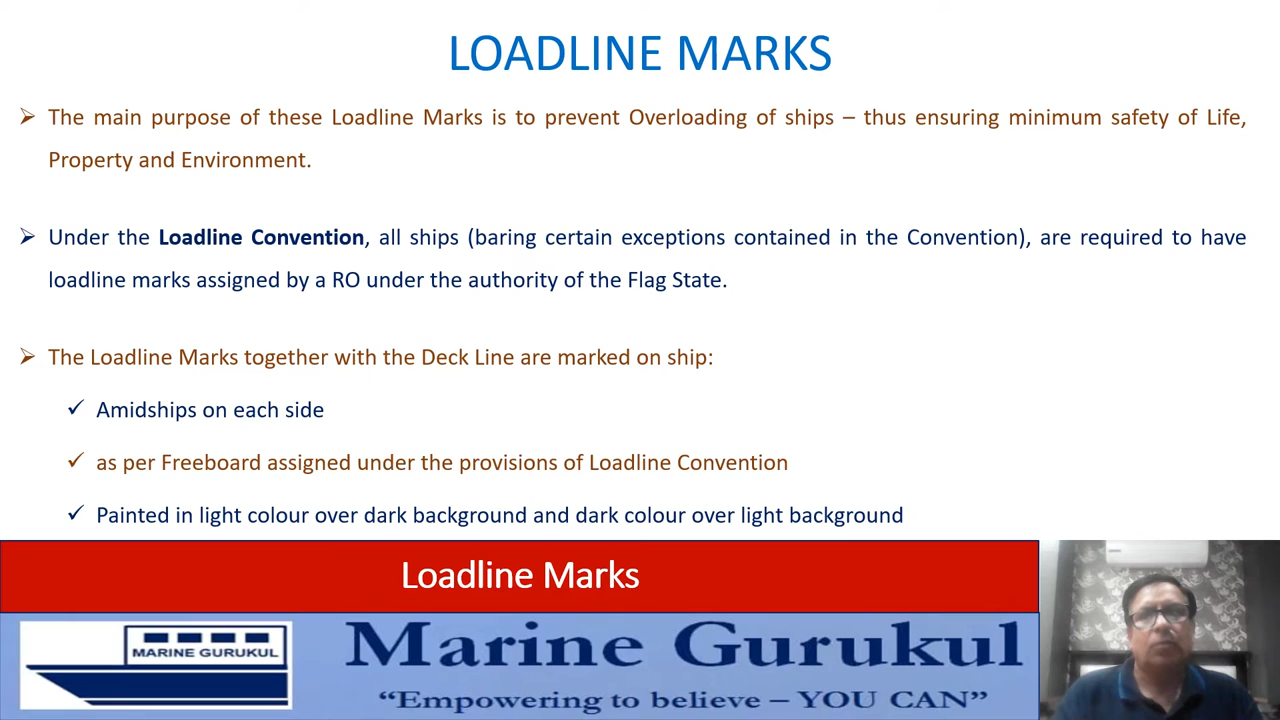 LOADLINE MARKS
The main purpose of these Loadline Marks is to prevent Overloading of ships – thus ensuring minimum safety of Life,
Property and Environment.
Under the Loadline Convention, all ships (baring certain exceptions contained in the Convention), are required to have
loadline marks assigned by a RO under the authority of the Flag State.
The Loadline Marks together with the Deck Line are marked on ship:
Amidships on each side
as per Freeboard assigned under the provisions of Loadline Convention
Painted in light colour over dark background and dark colour over light background
Loadline Marks
MARINE GURUKUL
Marine Gurukul
“Empowering to believe – YOU CAN”